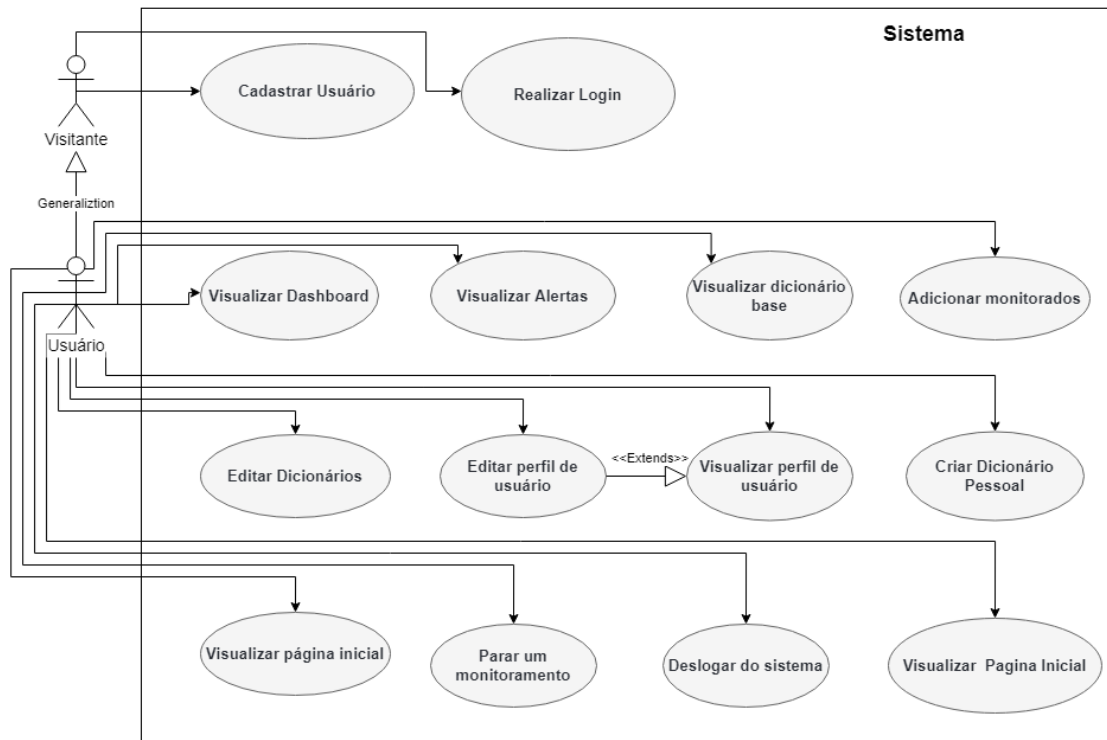 Sistema
Cadastrar Usuário
Realizar Login
Visitante
Generaliztion
Visualizar Dashboard
Visualizar Alertas
Visualizar dicionário
base
Adicionar monitorados
Usuário
Editar Dicionários
Editar perfil de
usuário
<<Extends>>
Visualizar perfil de
usuário
Criar Dicionário
Pessoal
Visualizar página inicial
Parar um
monitoramento
Deslogar do sistema
Visualizar  Pagina Inicial